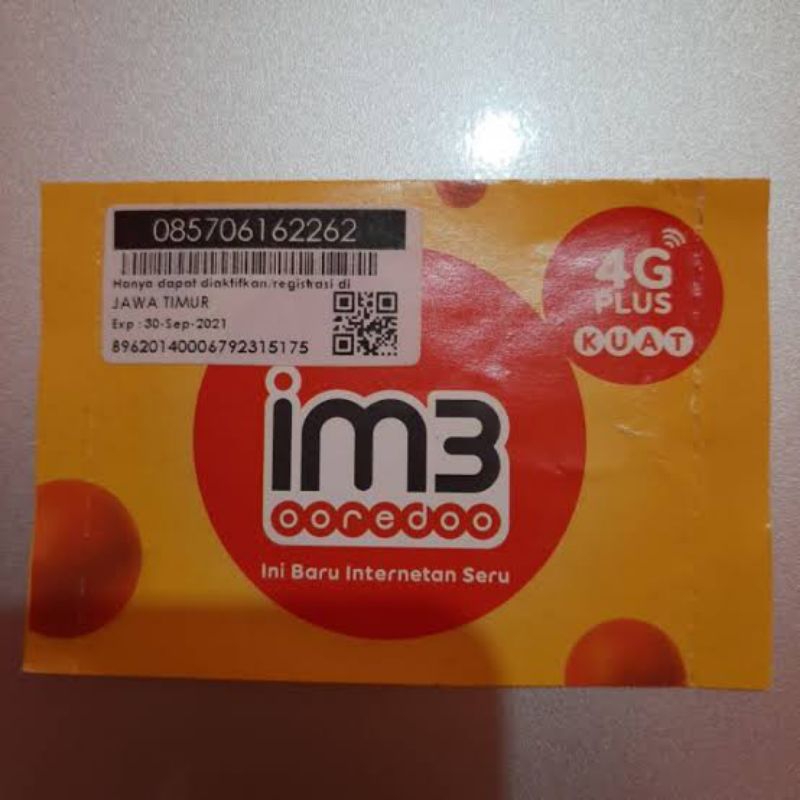 085706162262
Hanya dapat diaktifkan/registrasi di
JAWA TIMUR
Exp : 30-Sep-2021
89620140006792315175
4G
PLUS
KUAT
im3
ooredoo
Ini Baru Internetan Seru